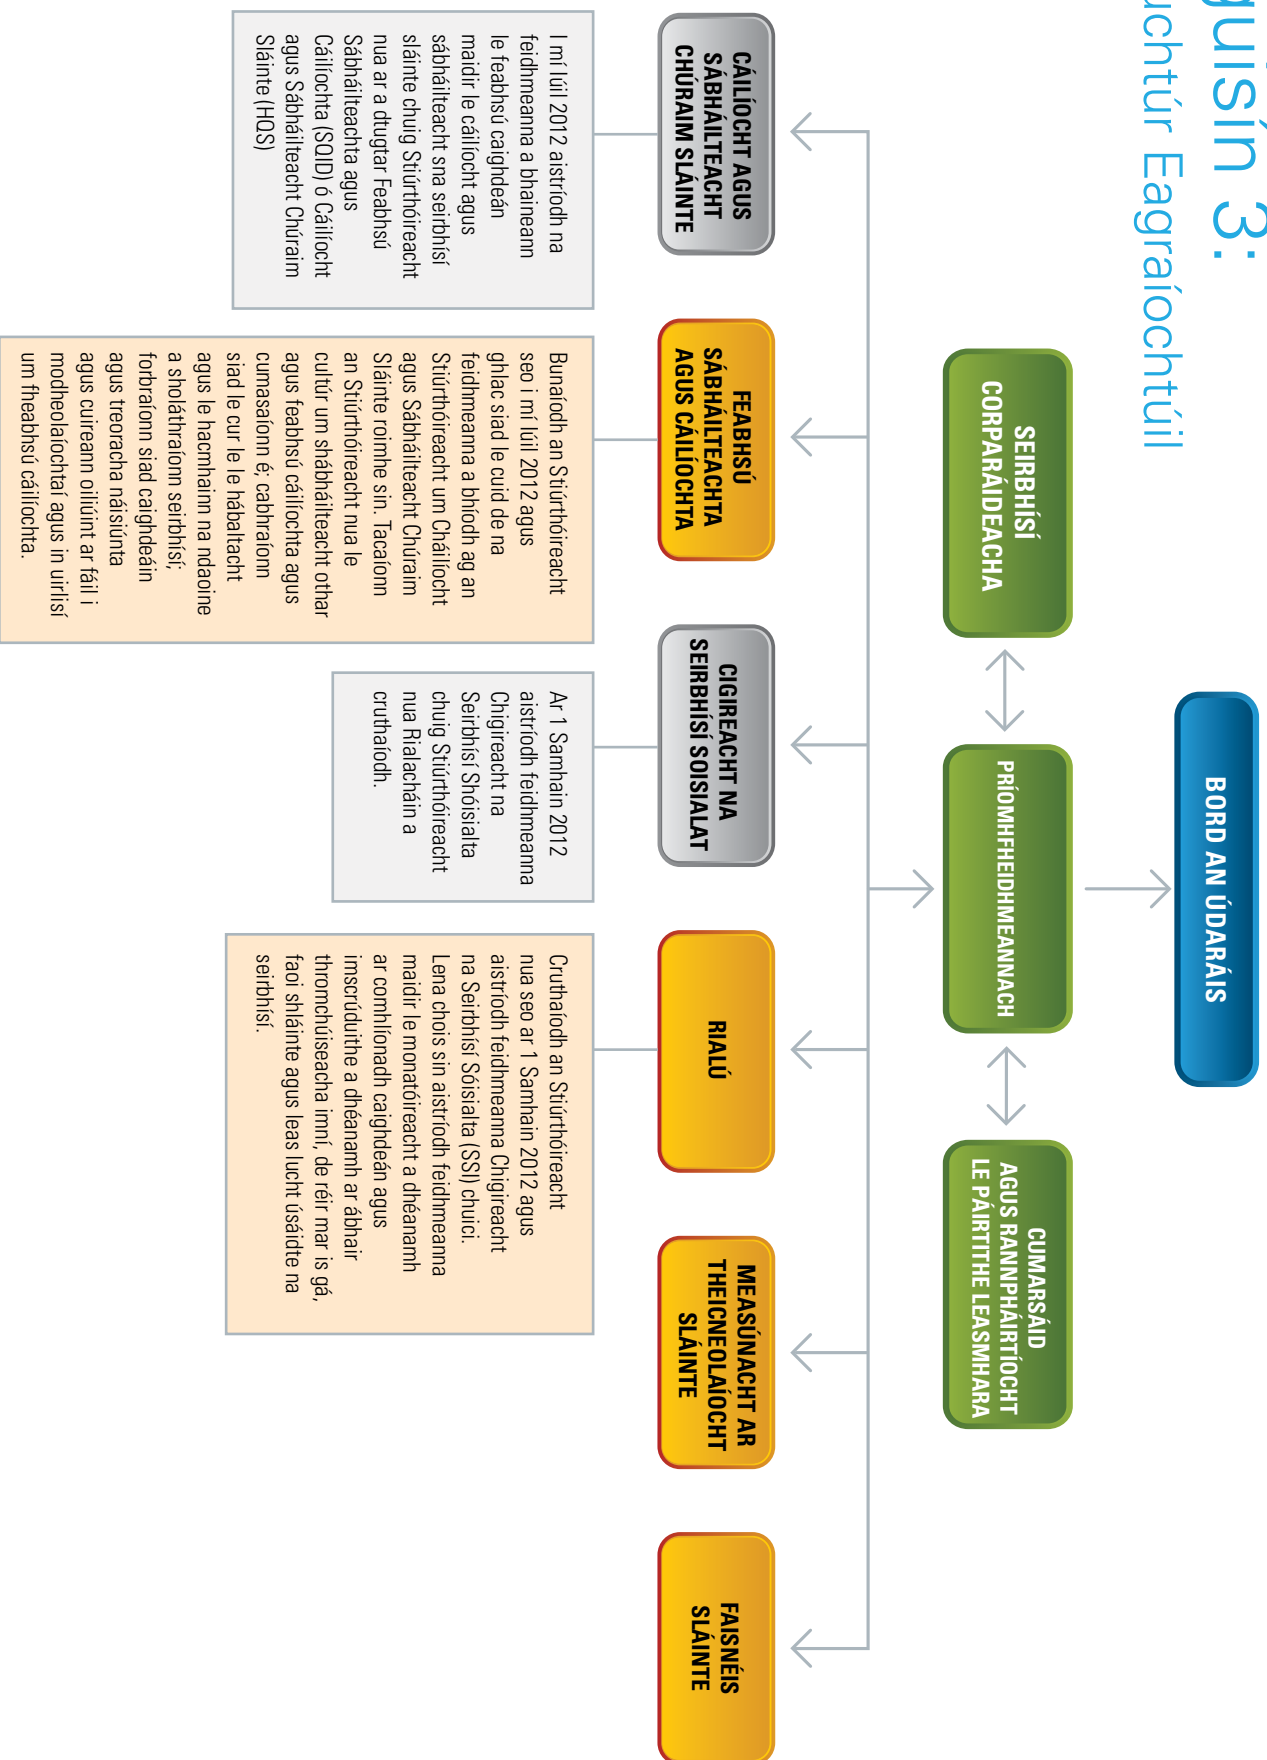 guisín 3:
uchtúr Eagraíochtúil
BORD AN ÚDARÁIS
SEIRBHÍSÍ
CORPARÁIDEACHA
PRÍOMHFHEIDHMEANNACH
CUMARSÁID
AGUS RANNPHÁIRTÍOCHT
LE PÁIRTITHE LEASMHARA
CÁILÍOCHT AGUS
SÁBHÁILTEACHT
CHÚRAIM SLÁINTE
FEABHSÚ
SÁBHÁILTEACHTA
AGUS CÁILÍOCHTA
CIGIREACHT NA
SEIRBHÍSÍ SOISIALAT
RIALÚ
MEASÚNACHT AR
THEICNEOLAÍOCHT
SLÁINTE
FAISNÉIS
SLÁINTE
I mí Iúil 2012 aistríodh na
feidhmeanna a bhaineann
le feabhsú caighdeán
maidir le cáilíocht agus
sábháilteacht sna seirbhísí
sláinte chuig Stiúrthóireacht
nua ar a dtugtar Feabhsú
Sábháilteachta agus
Cáilíochta (SQID) ó Cáilíocht
agus Sábháilteacht Chúraim
Sláinte (HQS)
Bunaíodh an Stiúrthóireacht
seo i mí Iúil 2012 agus
ghlac siad le cuid de na
feidhmeanna a bhíodh ag an
Stiúrthóireacht um Cháilíocht
agus Sábháilteacht Chúraim
Sláinte roimhe sin. Tacaíonn
an Stiúrthóireacht nua le
cultúr um shábháilteacht othar
agus feabhsú cáilíochta agus
cumasaíonn é; cabhraíonn
siad le cur le le hábaltacht
agus le hacmhainn na ndaoine
a sholáthraíonn seirbhísí;
forbraíonn siad caighdeáin
agus treoracha náisiúnta
agus cuireann oiliúint ar fáil i
modheolaíochtaí agus in uirlisí
um fheabhsú cáilíochta.
Ar 1 Samhain 2012
aistríodh feidhmeanna
Chigireacht na
Seirbhísí Shóisialta
chuig Stiúrthóireacht
nua Rialacháin a
cruthaíodh.
Cruthaíodh an Stiúrthóireacht
nua seo ar 1 Samhain 2012 agus
aistríodh feidhmeanna Chigireacht
na Seirbhísí Sóisialta (SSI) chuici.
Lena chois sin aistríodh feidhmeanna
maidir le monatóireacht a dhéanamh
ar comhlíonadh caighdeán agus
imscrúduithe a dhéanamh ar ábhair
thromchúiseacha imní, de réir mar is gá,
faoi shláinte agus leas lucht úsáidte na
seirbhísí.